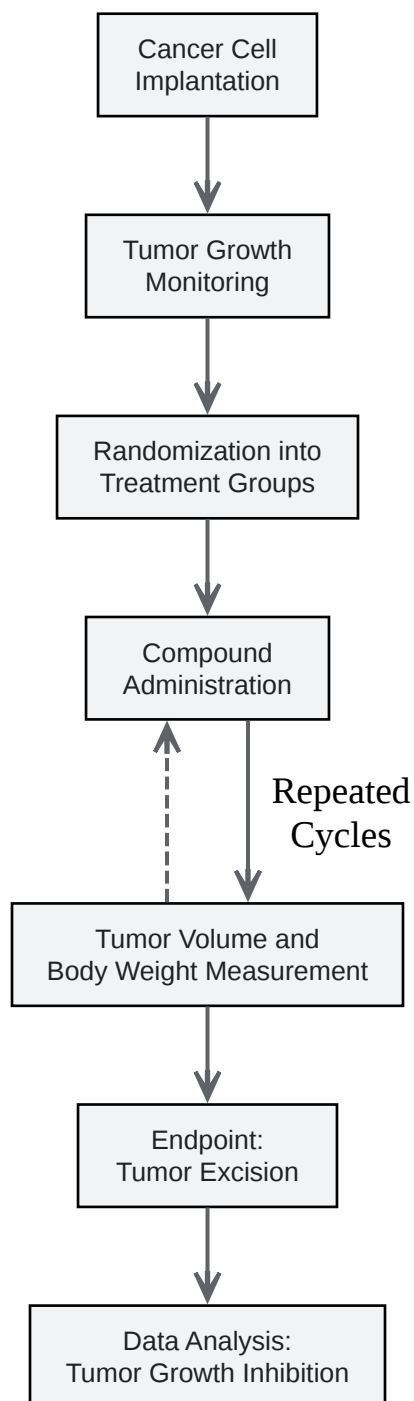 Cancer Cell
Implantation
Tumor Growth
Monitoring
Randomization into
Treatment Groups
Compound
Administration
Repeated
Cycles
Tumor Volume and
Body Weight Measurement
Endpoint:
Tumor Excision
Data Analysis:
Tumor Growth Inhibition